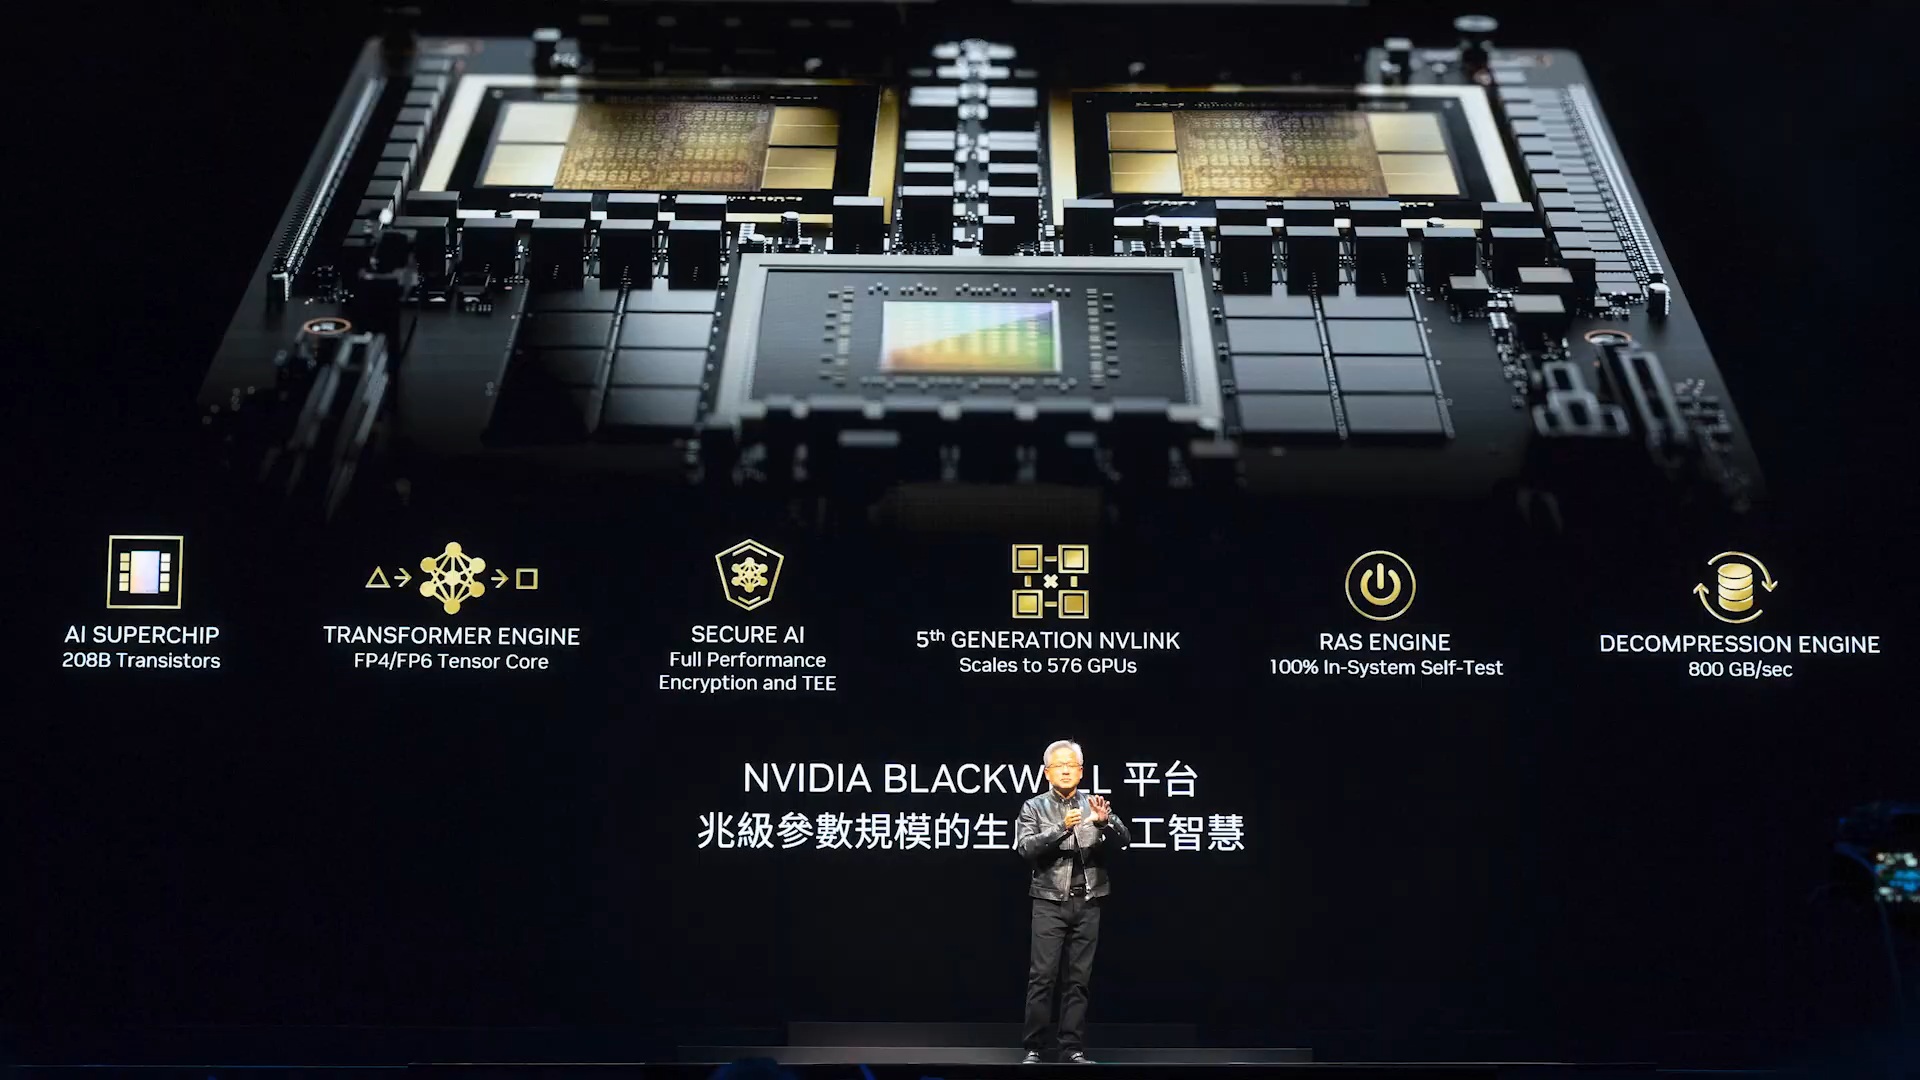 AI SUPERCHIP
208B Transistors
TRANSFORMER ENGINE
FP4/FP6 Tensor Core
SECURE AI
Full Performance
Encryption and TEE
5th GENERATION NVLINK
Scales to 576 GPUs
RAS ENGINE
100% In-System Self-Test
DECOMPRESSION ENGINE
800 GB/sec
NVIDIA 平台
兆級參數規模的生 工智慧